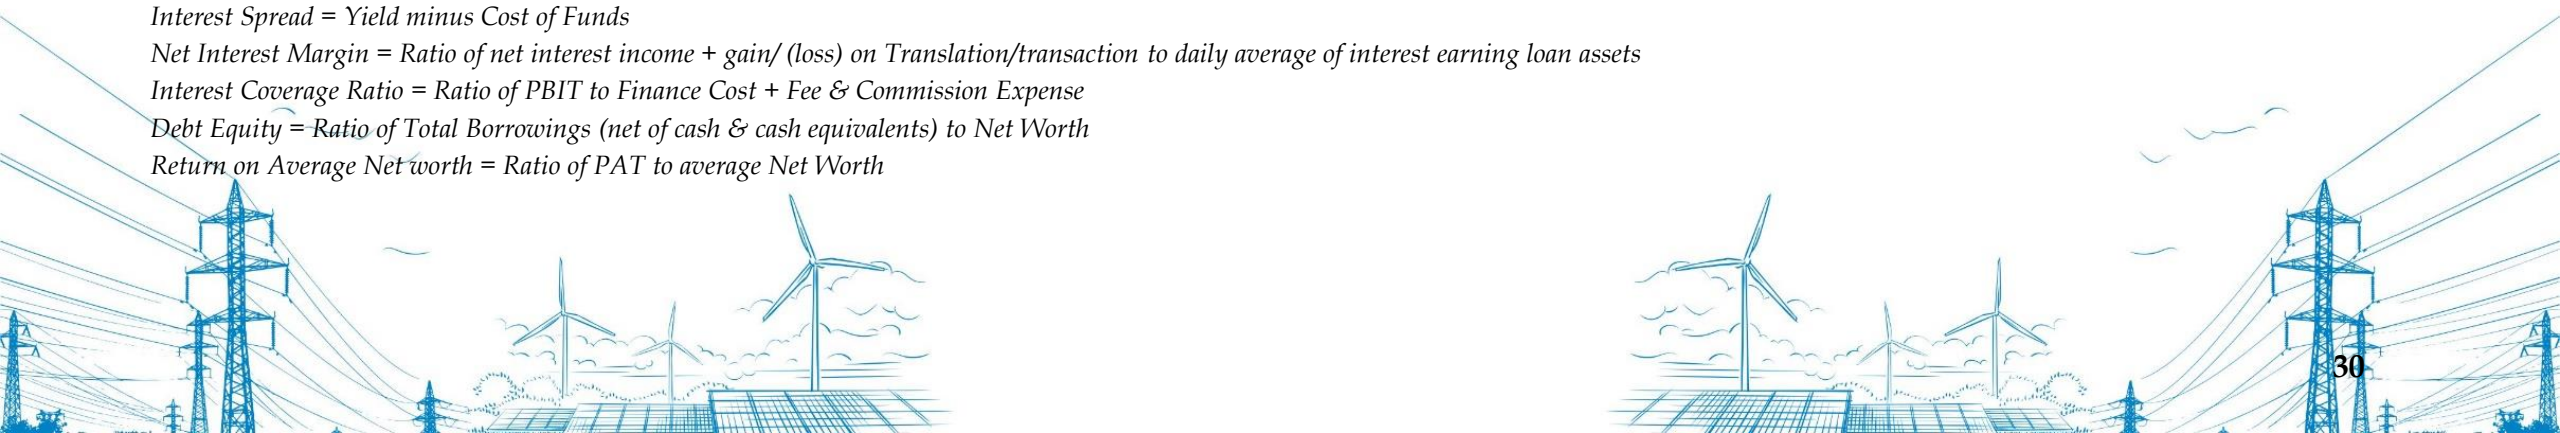 Interest Spread = Yield minus Cost of Funds
Net Interest Margin = Ratio of net interest income + gain/ (loss) on Translation/transaction to daily average of interest earning loan assets
Interest Coverage Ratio = Ratio of PBIT to Finance Cost + Fee & Commission Expense
Debt Equity = Ratio of Total Borrowings (net of cash & cash equivalents) to Net Worth
Return on Average Net worth = Ratio of PAT to average Net Worth
30